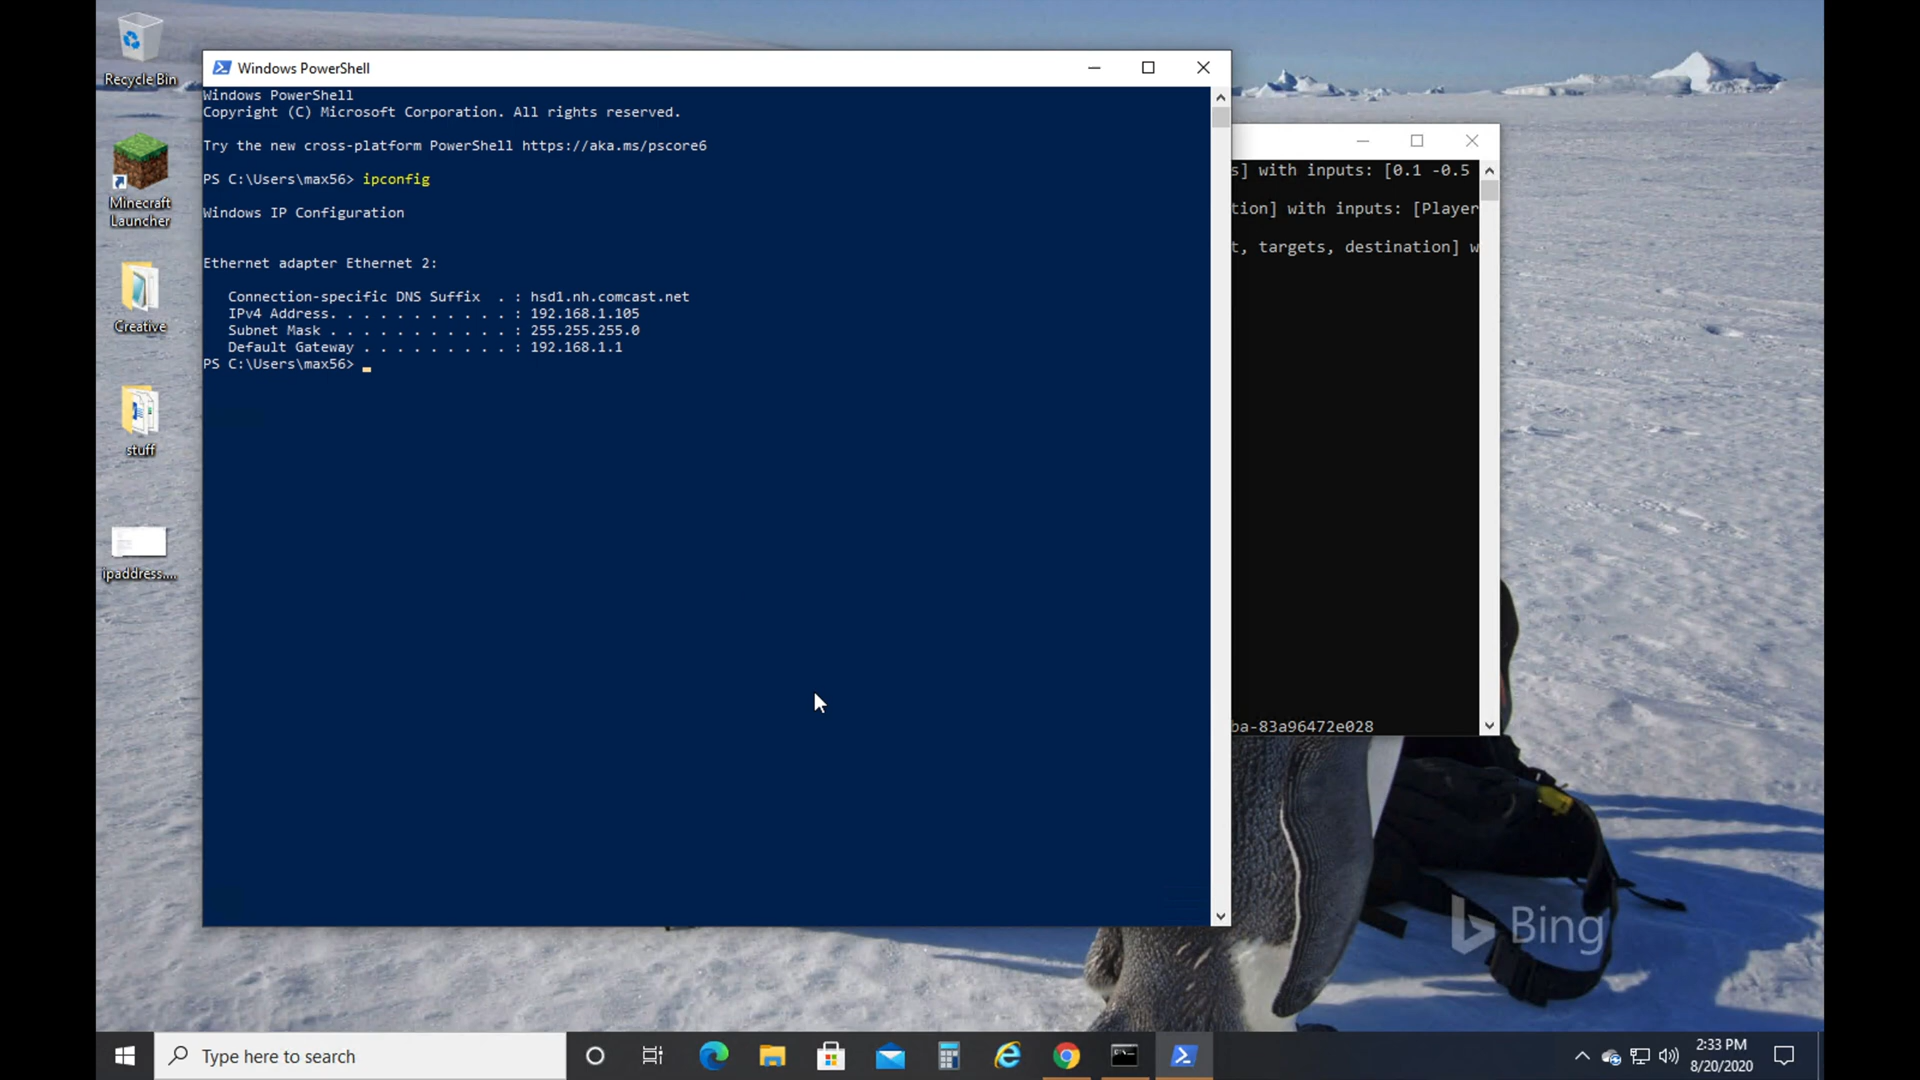 Recycle Bin
Minecraft
Launcher
Creative
stuff
ipaddress....
Windows PowerShell
Windows PowerShell
Copyright (C) Microsoft Corporation. All rights reserved.
Try the new cross-platform PowerShell https://aka.ms/pscore6
PS C:\Users\max56> ipconfig
Windows IP Configuration
Ethernet adapter Ethernet 2:
Connection-specific DNS Suffix  . : hsd1.nh.comcast.net
IPv4 Address. . . . . . . . . . . : 192.168.1.105
Subnet Mask . . . . . . . . . . . : 255.255.255.0
Default Gateway . . . . . . . . . : 192.168.1.1
PS C:\Users\max56>
s] with inputs: [0.1 -0.5
tion] with inputs: [Player
t, targets, destination] w
ba-83a96472e028
Bing
Type here to search
2:33 PM
8/20/2020